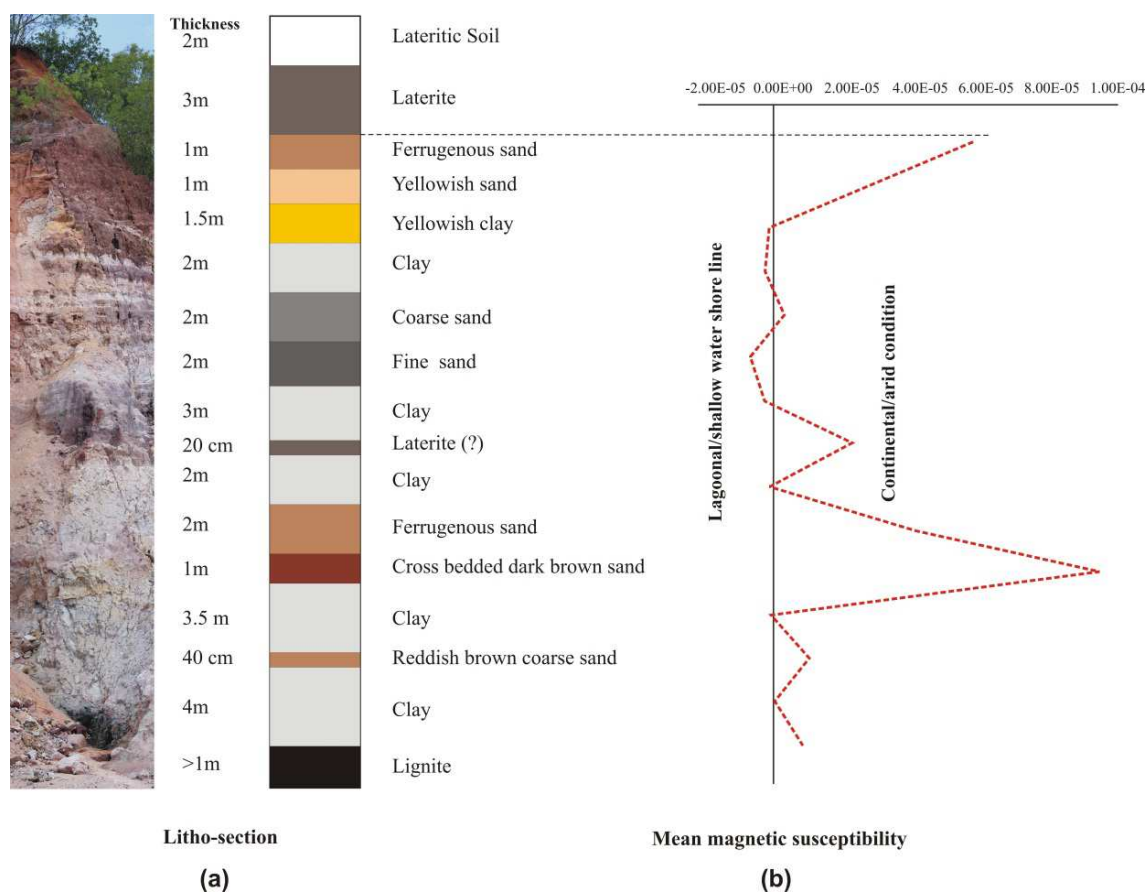 Thickness
2m Lateritic Soil
3m Laterite
1m Ferrugenous sand
1m Yellowish sand
1.5m Yellowish clay
2m Clay
2m Coarse sand
2m Fine sand
3m Clay
20 cm Laterite (?)
2m Clay
2m Ferrugenous sand
1m Cross bedded dark brown sand
3.5 m Clay
40 cm Reddish brown coarse sand
4m Clay
>1m Lignite
Litho-section
(a)
-2.00E-05 0.00E+00 2.00E-05 4.00E-05 6.00E-05 8.00E-05 1.00E-04
Lagoonal/shallow water shore line
Continental/arid condition
Mean magnetic susceptibility
(b)